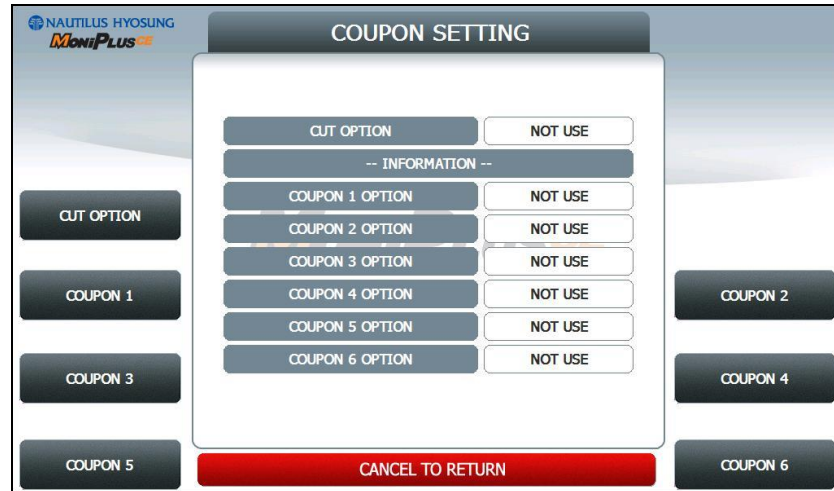 NAUTILUS HYOSUNG
MoniPlusCE
COUPON SETTING
CUT OPTION NOT USE
-- INFORMATION --
COUPON 1 OPTION NOT USE
COUPON 2 OPTION NOT USE
COUPON 3 OPTION NOT USE
COUPON 4 OPTION NOT USE
COUPON 5 OPTION NOT USE
COUPON 6 OPTION NOT USE
CUT OPTION
COUPON 1
COUPON 2
COUPON 3
COUPON 4
COUPON 5
CANCEL TO RETURN
COUPON 6